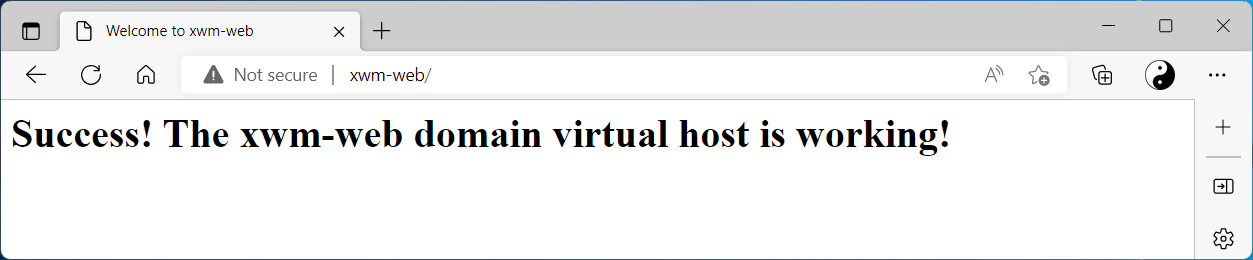 Welcome to xwm-web
Not secure | xwm-web/
Success! The xwm-web domain virtual host is working!